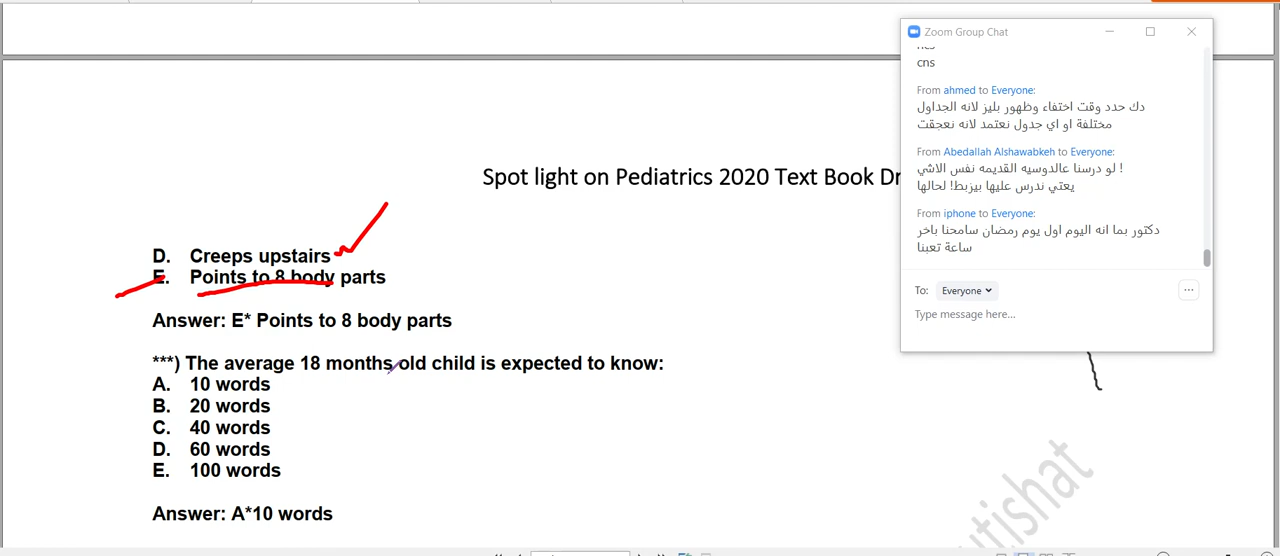 Spot light on Pediatrics 2020 Text Book
D. Creeps upstairs
E. Points to 8 body parts
Answer: E* Points to 8 body parts
***) The average 18 months old child is expected to know:
A. 10 words
B. 20 words
C. 40 words
D. 60 words
E. 100 words
Answer: A*10 words
Zoom Group Chat
cns
From ahmed to Everyone:
دك حدد وقت اختفاء وظهور بليز لانه الجداول
مختلفة او اي جدول نعتمد لانه نعجقت
From Abedallah Alshawabkeh to Everyone:
! لو درسنا عالدوسيه القديمه نفس الاشي
يعتي ندرس عليها بيزبط! لحالها
From iphone to Everyone:
دكتور بما انه اليوم اول يوم رمضان سامحنا باخر
ساعة تعبنا
To: Everyone
...
Type message here...